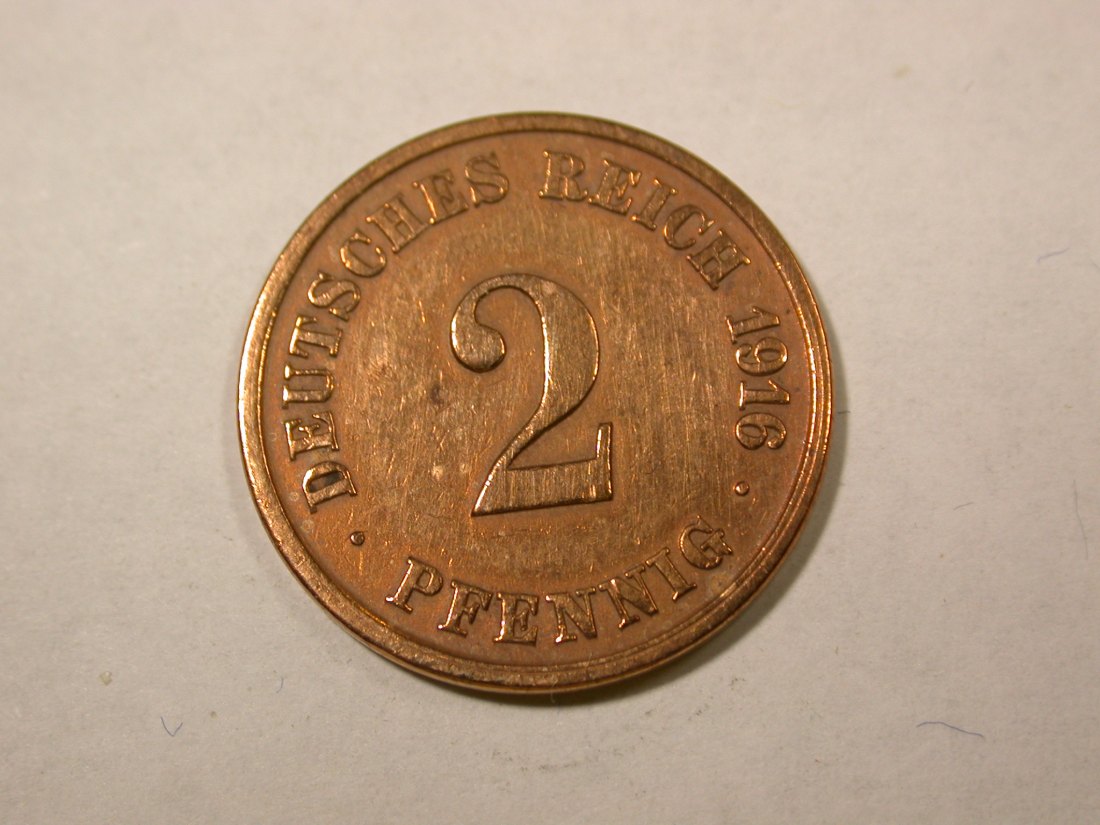 DEUTSCHES REICH 1916
2
· PFENNIG ·